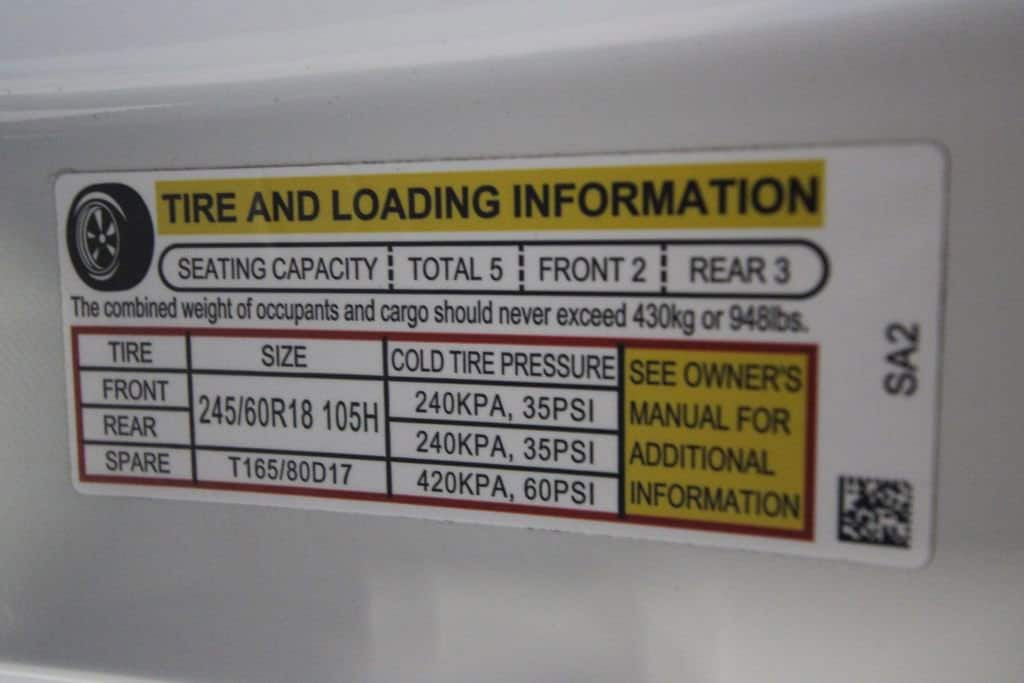 TIRE AND LOADING INFORMATION
SEATING CAPACITY TOTAL 5 FRONT 2 REAR 3
The combined weight of occupants and cargo should never exceed 430kg or 948lbs.
TIRE SIZE COLD TIRE PRESSURE
FRONT 245/60R18 105H 240KPA, 35PSI
REAR 240KPA, 35PSI
SPARE T165/80D17 420KPA, 60PSI
SEE OWNER'S
MANUAL FOR
ADDITIONAL
INFORMATION
SA2